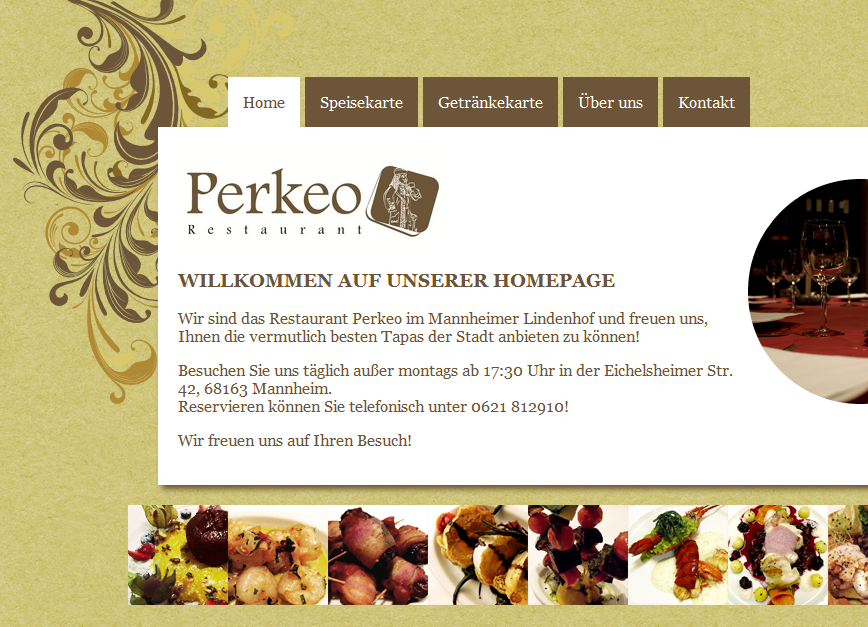 Home Speisekarte Getränkekarte Über uns Kontakt
Perkeo
Restaurant
WILLKOMMEN AUF UNSERER HOMEPAGE
Wir sind das Restaurant Perkeo im Mannheimer Lindenhof und freuen uns,
Ihnen die vermutlich besten Tapas der Stadt anbieten zu können!
Besuchen Sie uns täglich außer montags ab 17:30 Uhr in der Eichelsheimer Str.
42, 68163 Mannheim.
Reservieren können Sie telefonisch unter 0621 812910!
Wir freuen uns auf Ihren Besuch!